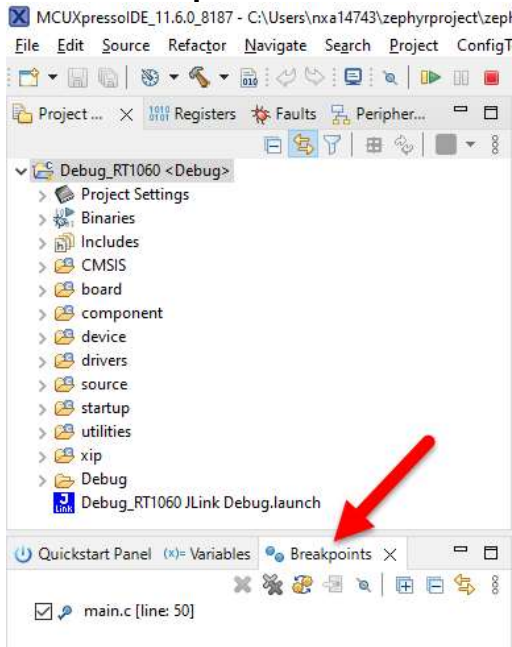 MCUXpressoIDE_11.6.0_8187 - C:\Users\nxa14743\zephyrproject\zeph
File Edit Source Refactor Navigate Search Project ConfigT
Project ... Registers Faults Peripher...
Debug_RT1060 <Debug>
Project Settings
Binaries
Includes
CMSIS
board
component
device
drivers
source
startup
utilities
xip
Debug
Debug_RT1060 JLink Debug.launch
Quickstart Panel (x)= Variables Breakpoints
main.c [line: 50]